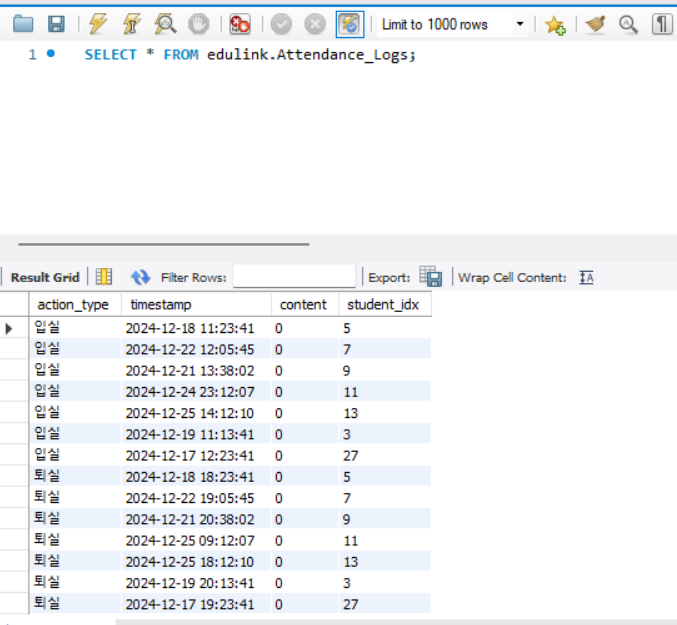 Limit to 1000 rows
1 SELECT * FROM edulink.Attendance_Logs;
Result Grid Filter Rows: Export: Wrap Cell Content: IA
action_type timestamp content student_idx
입실 2024-12-18 11:23:41 0 5
입실 2024-12-22 12:05:45 0 7
입실 2024-12-21 13:38:02 0 9
입실 2024-12-24 23:12:07 0 11
입실 2024-12-25 14:12:10 0 13
입실 2024-12-19 11:13:41 0 3
입실 2024-12-17 12:23:41 0 27
퇴실 2024-12-18 18:23:41 0 5
퇴실 2024-12-22 19:05:45 0 7
퇴실 2024-12-21 20:38:02 0 9
퇴실 2024-12-25 09:12:07 0 11
퇴실 2024-12-25 18:12:10 0 13
퇴실 2024-12-19 20:13:41 0 3
퇴실 2024-12-17 19:23:41 0 27